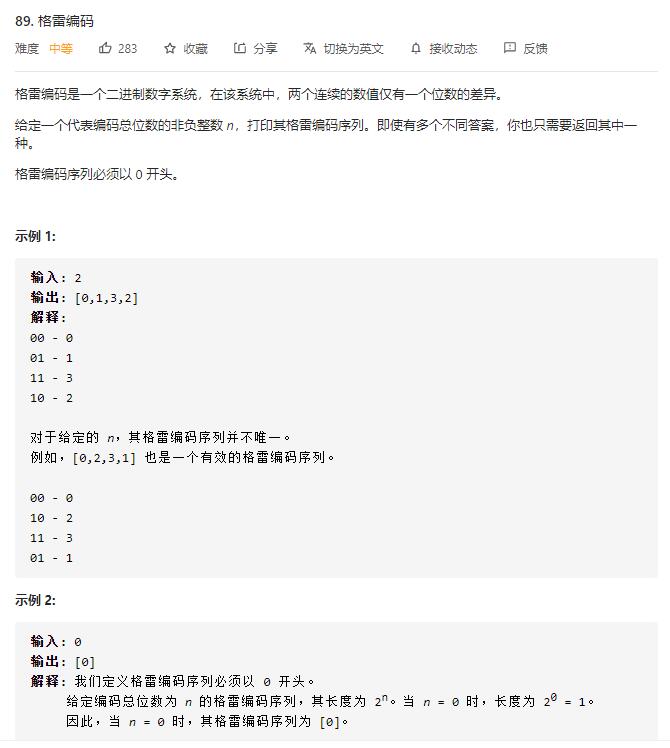 89. 格雷编码
难度 中等 283 收藏 分享 切换为英文 接收动态 反馈
格雷编码是一个二进制数字系统，在该系统中，两个连续的数值仅有一个位数的差异。
给定一个代表编码总位数的非负整数 n，打印其格雷编码序列。即使有多个不同答案，你也只需要返回其中一
种。
格雷编码序列必须以 0 开头。
示例 1:
输入: 2
输出: [0,1,3,2]
解释:
00 - 0
01 - 1
11 - 3
10 - 2
对于给定的 n，其格雷编码序列并不唯一。
例如，[0,2,3,1] 也是一个有效的格雷编码序列。
00 - 0
10 - 2
11 - 3
01 - 1
示例 2:
输入: 0
输出: [0]
解释: 我们定义格雷编码序列必须以 0 开头。
给定编码总位数为 n 的格雷编码序列，其长度为 2ⁿ。当 n = 0 时，长度为 2⁰ = 1。
因此，当 n = 0 时，其格雷编码序列为 [0]。